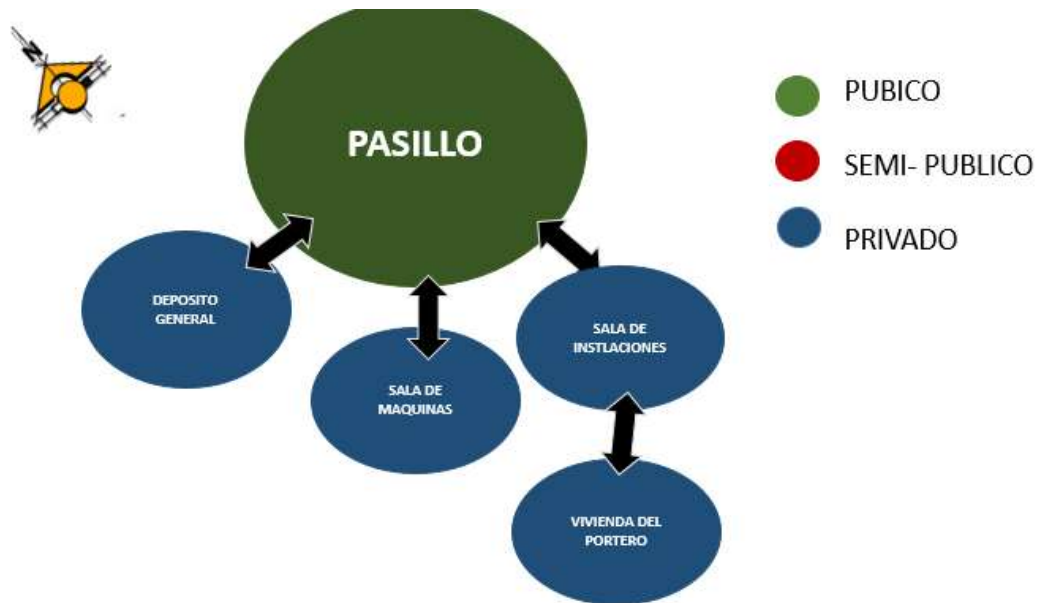 N
PASILLO
PUBICO
SEMI- PUBLICO
PRIVADO
DEPOSITO
GENERAL
SALA DE
INSTLACIONES
SALA DE
MAQUINAS
VIVIENDA DEL
PORTERO